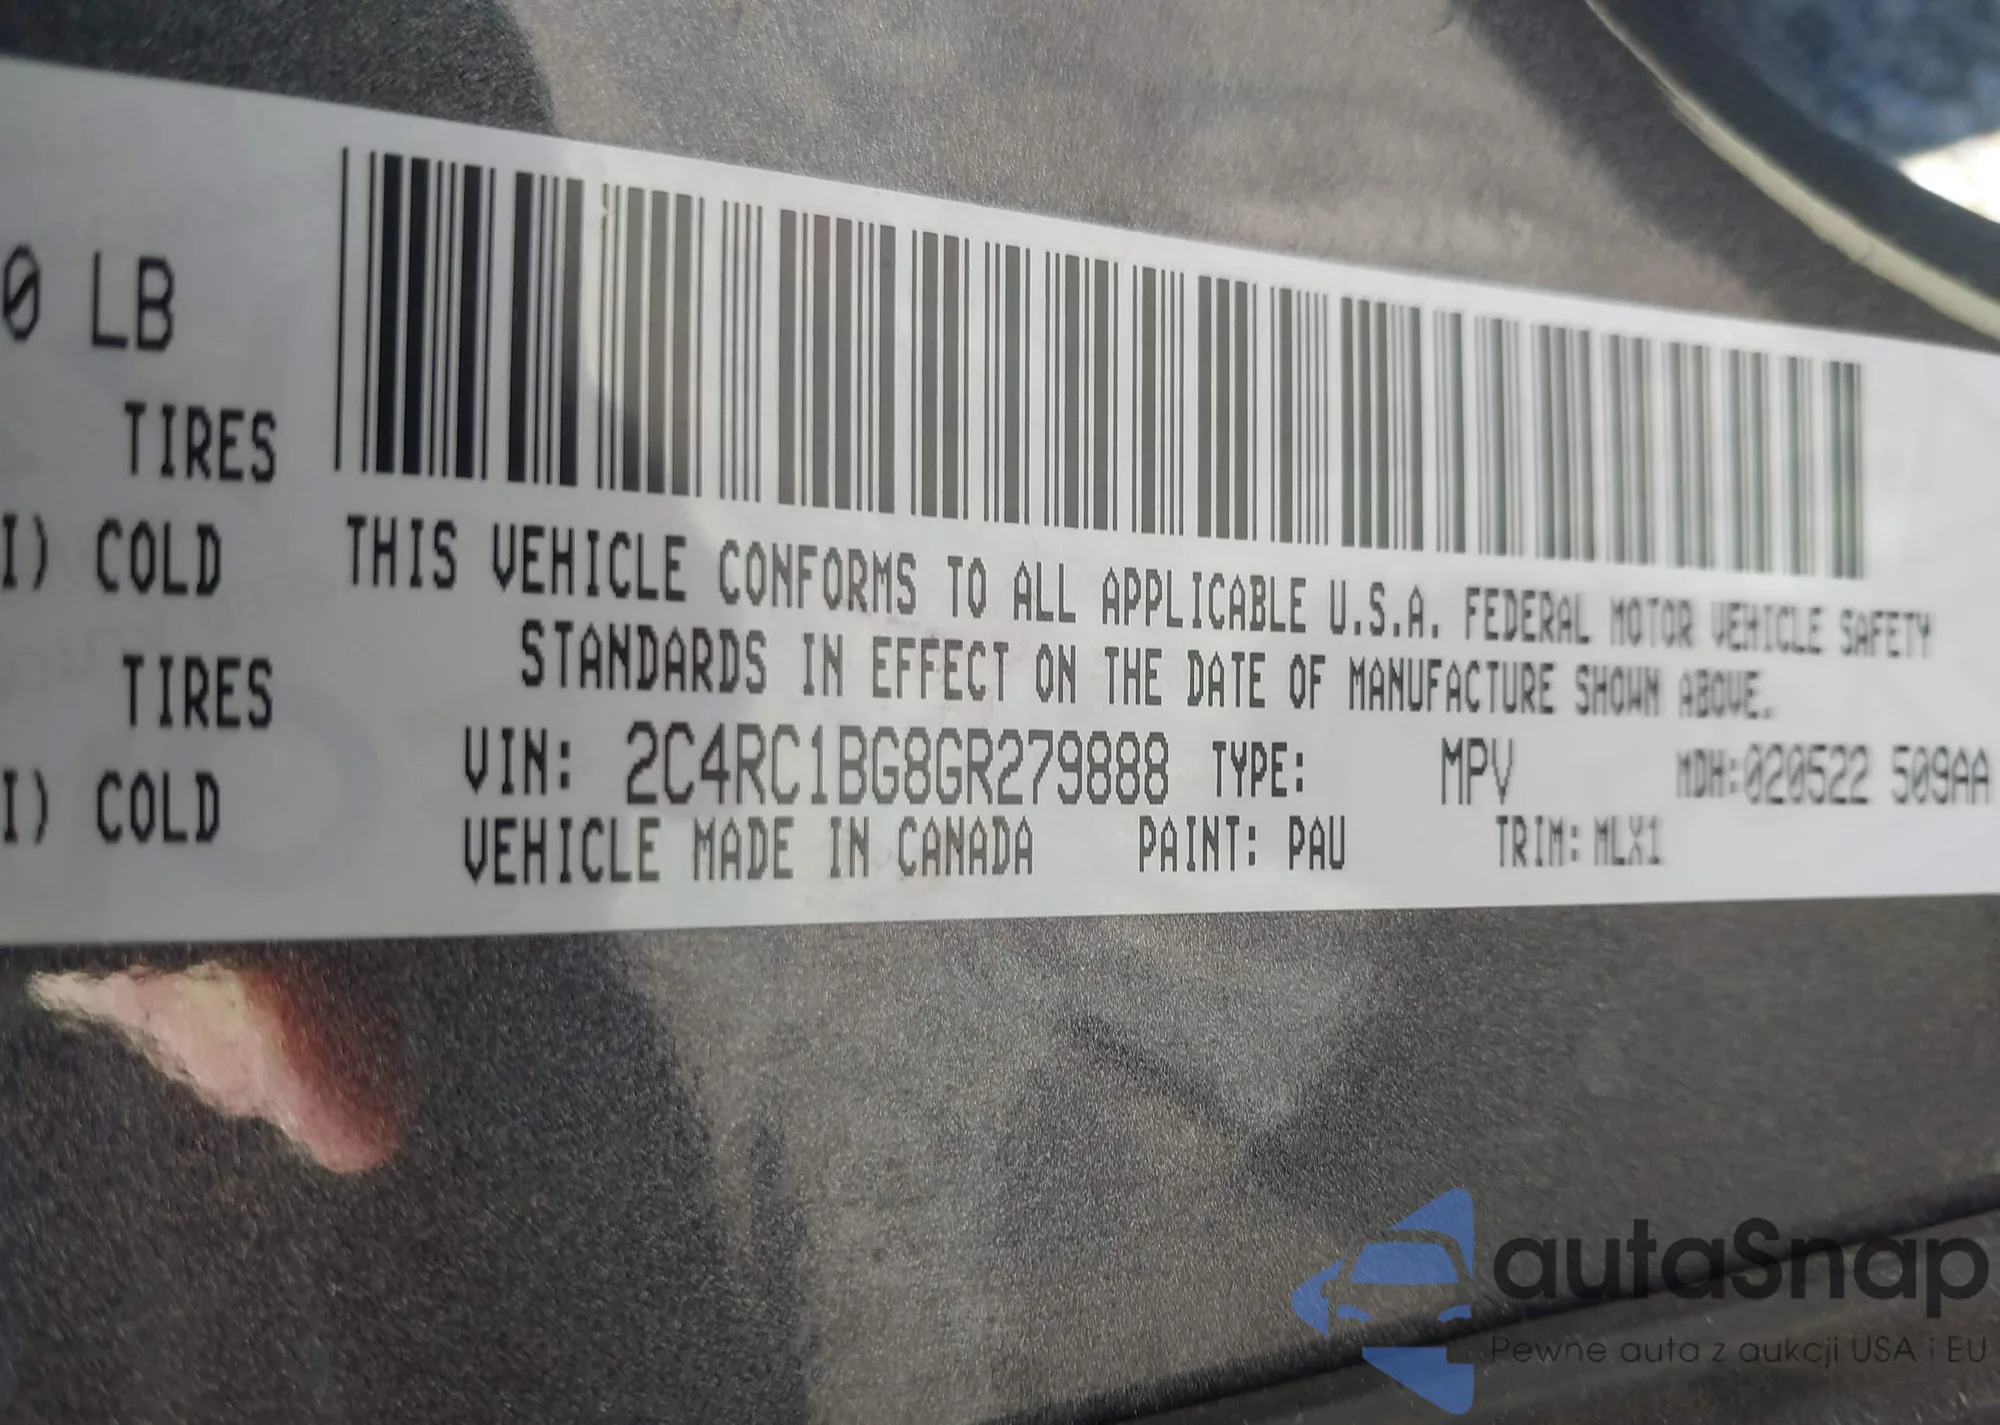 0 LB
TIRES
I) COLD
TIRES
I) COLD
THIS VEHICLE CONFORMS TO ALL APPLICABLE U.S.A. FEDERAL MOTOR VEHICLE SAFETY
STANDARDS IN EFFECT ON THE DATE OF MANUFACTURE SHOWN ABOVE.
VIN: 2C4RC1BG8GR279888 TYPE: MPV MDH:020522 509AA
VEHICLE MADE IN CANADA PAINT: PAU TRIM: MLX1
autaSnap
Pewne auta z aukcji USA i EU